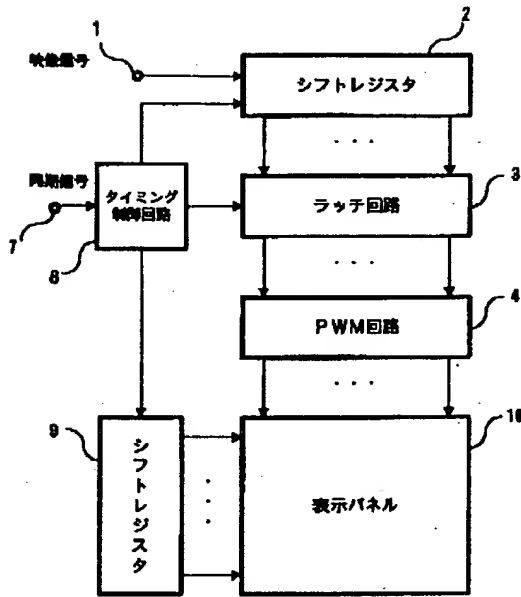 1
2
映像信号
シフトレジスタ
同期信号
タイミング
制御回路
ラッチ回路
3
7
8
PWM回路
4
9
シフトレジスタ
表示パネル
10